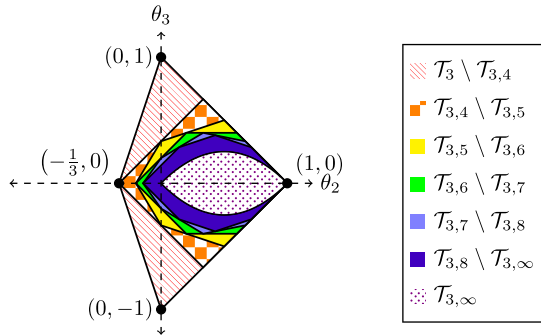 θ₃
(0, 1)
(−1/3, 0)
(1, 0)
θ₂
(0, −1)
𝒯₃ \ 𝒯₃,₄
𝒯₃,₄ \ 𝒯₃,₅
𝒯₃,₅ \ 𝒯₃,₆
𝒯₃,₆ \ 𝒯₃,₇
𝒯₃,₇ \ 𝒯₃,₈
𝒯₃,₈ \ 𝒯₃,∞
𝒯₃,∞